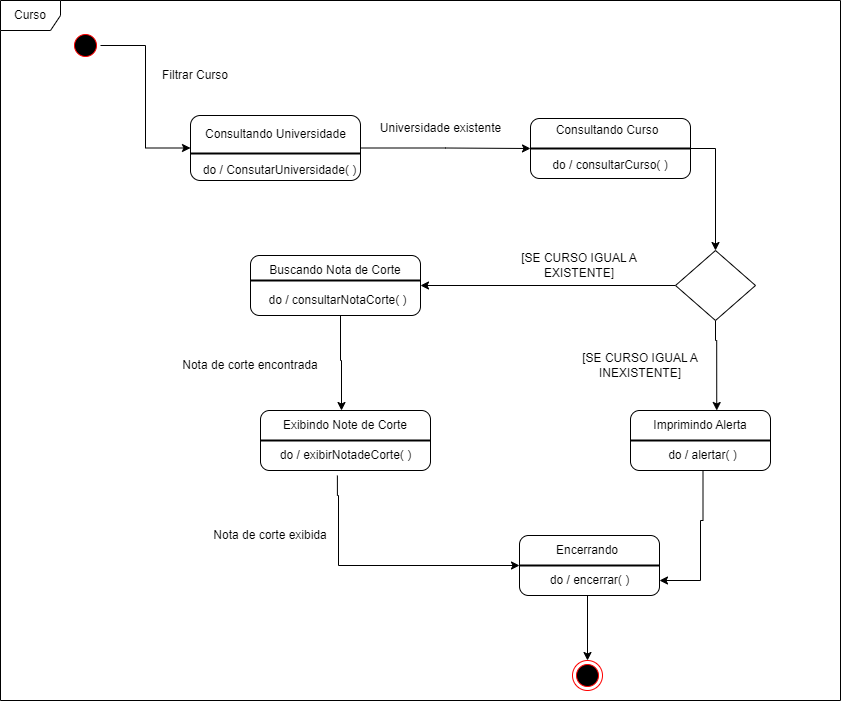 Curso
Filtrar Curso
Consultando Universidade
do / ConsutarUniversidade( )
Universidade existente
Consultando Curso
do / consultarCurso( )
[SE CURSO IGUAL A
EXISTENTE]
Buscando Nota de Corte
do / consultarNotaCorte( )
Nota de corte encontrada
[SE CURSO IGUAL A
INEXISTENTE]
Exibindo Note de Corte
do / exibirNotadeCorte( )
Imprimindo Alerta
do / alertar( )
Nota de corte exibida
Encerrando
do / encerrar( )